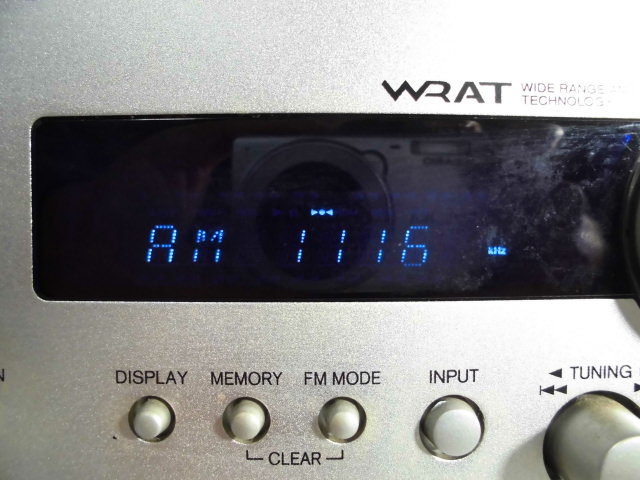 WRAT WIDE RANGE
TECHNOLOGY
AM 1116 kHz
DISPLAY MEMORY FM MODE INPUT ◄ TUNING
CLEAR